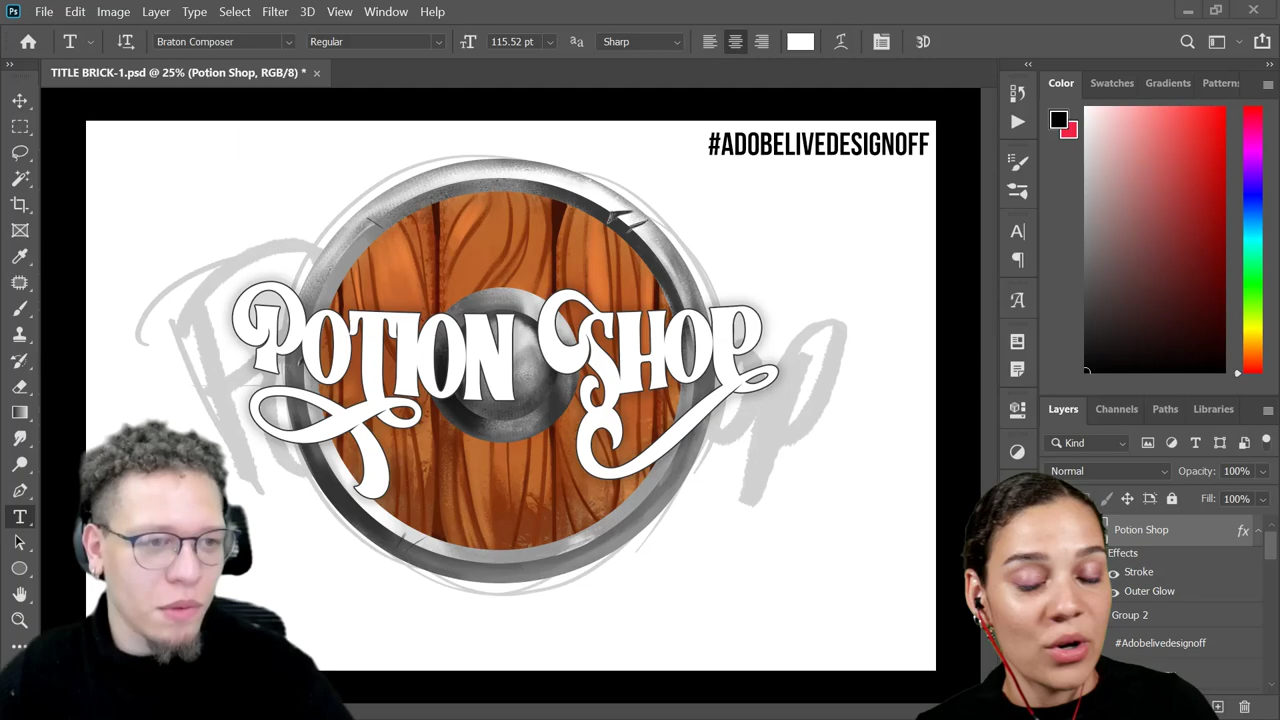 Ps File Edit Image Layer Type Select Filter 3D View Window Help
T Braton Composer Regular 115.52 pt Sharp 3D
TITLE BRICK-1.psd @ 25% (Potion Shop, RGB/8) * ×
Color Swatches Gradients Pattern
#ADOBELIVEDESIGNOFF
POTION SHOP
Layers Channels Paths Libraries
Kind
Normal Opacity: 100%
Fill: 100%
Potion Shop fx
Effects
Stroke
Outer Glow
Group 2
#Adobelivedesignoff